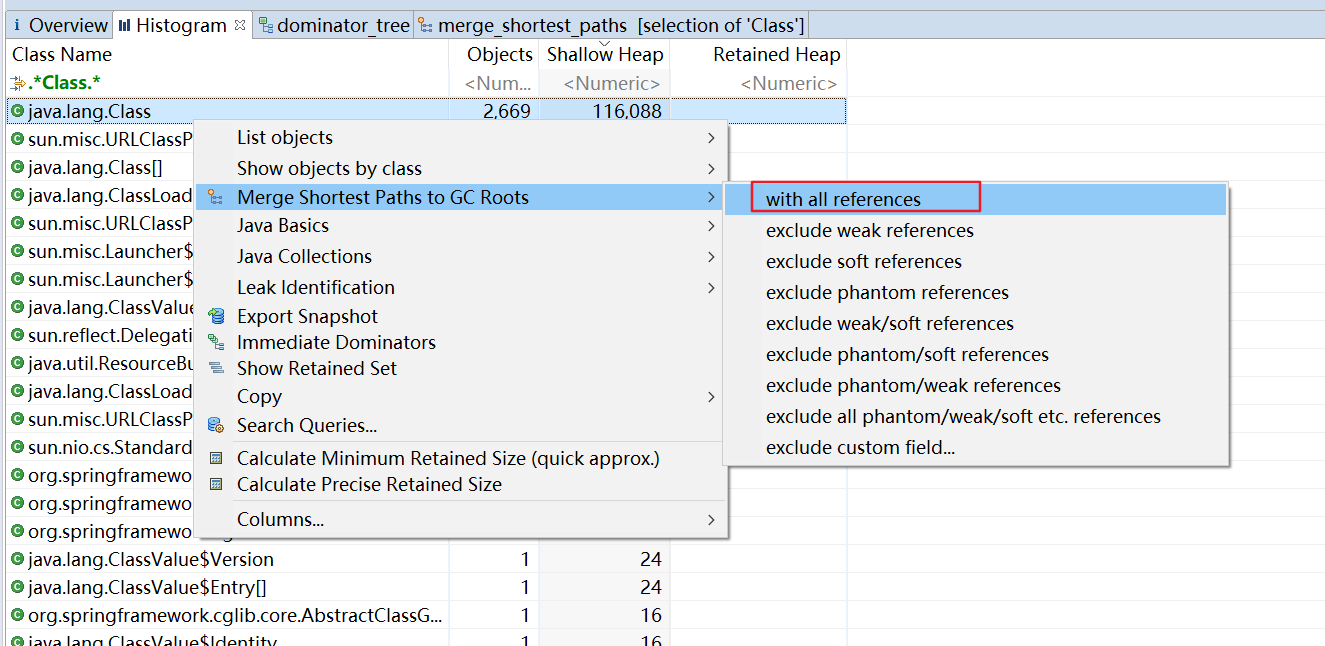 i Overview Histogram dominator_tree merge_shortest_paths [selection of 'Class']
Class Name Objects Shallow Heap Retained Heap
.*Class.* <Num... <Numeric> <Numeric>
java.lang.Class 2,669 116,088
sun.misc.URLClassP
java.lang.Class[]
java.lang.ClassLoad
sun.misc.URLClassP
sun.misc.Launcher$
sun.misc.Launcher$
java.lang.ClassValue
sun.reflect.Delegati
java.util.ResourceBu
java.lang.ClassLoad
sun.misc.URLClassP
sun.nio.cs.Standard
org.springframewo
org.springframewo
org.springframewo
java.lang.ClassValue$Version 1 24
java.lang.ClassValue$Entry[] 1 24
org.springframework.cglib.core.AbstractClassG... 1 16
java.lang.ClassValue$Identity 1 16
List objects
Show objects by class
Merge Shortest Paths to GC Roots
Java Basics
Java Collections
Leak Identification
Export Snapshot
Immediate Dominators
Show Retained Set
Copy
Search Queries...
Calculate Minimum Retained Size (quick approx.)
Calculate Precise Retained Size
Columns...
with all references
exclude weak references
exclude soft references
exclude phantom references
exclude weak/soft references
exclude phantom/soft references
exclude phantom/weak references
exclude all phantom/weak/soft etc. references
exclude custom field...